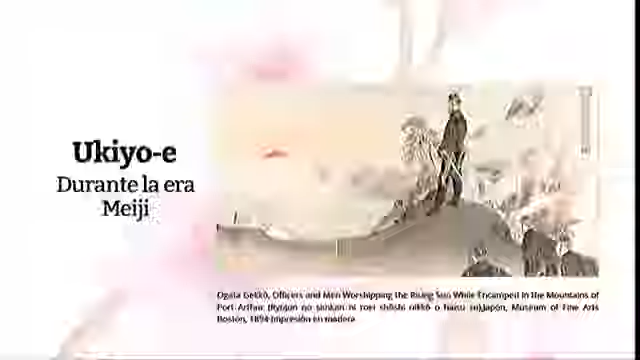 Ukiyo-e
Durante la era
Meiji
Ogata Gekkō, Officers and Men Worshipping the Rising Sun While Encamped in the Mountains of
Port Arthur (Ryojun no sankan ni roei shōshi nikkō o haisu su)Japón, Museum of Fine Arts
Boston, 1894 Impresión en madera